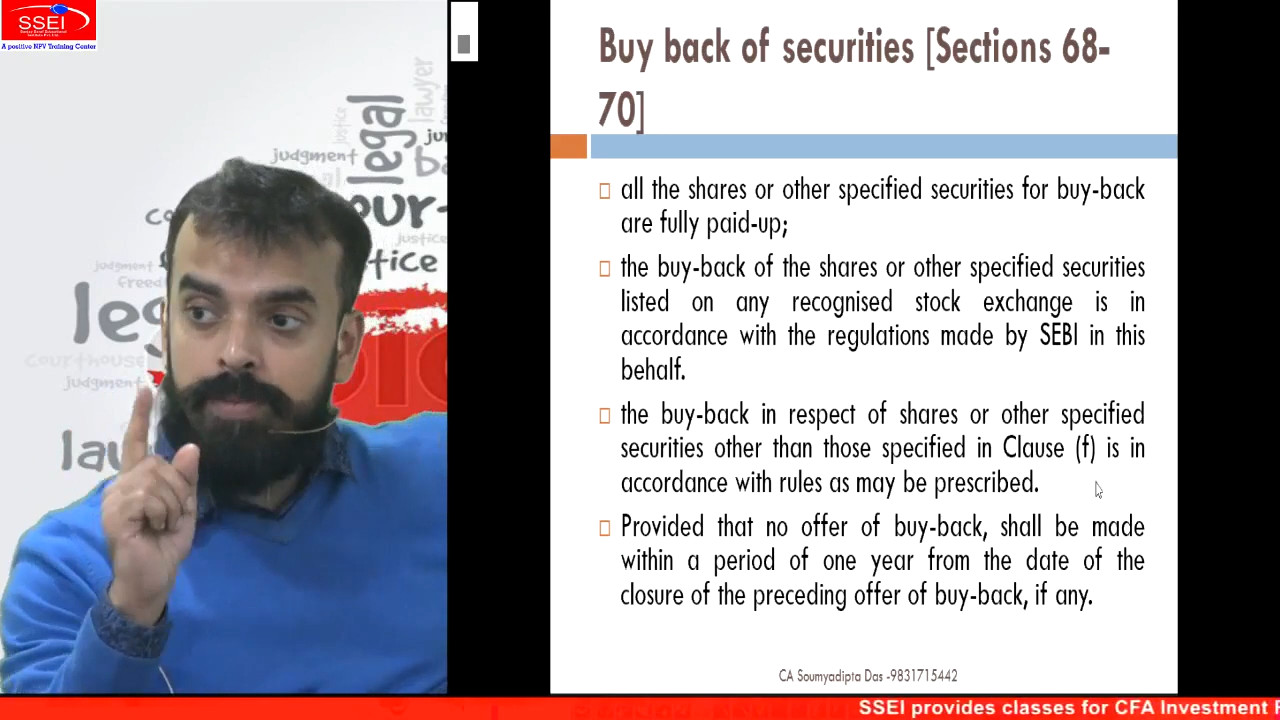 SSEI
A positive NPV Training Center
Buy back of securities [Sections 68-
70]
all the shares or other specified securities for buy-back
are fully paid-up;
the buy-back of the shares or other specified securities
listed on any recognised stock exchange is in
accordance with the regulations made by SEBI in this
behalf.
the buy-back in respect of shares or other specified
securities other than those specified in Clause (f) is in
accordance with rules as may be prescribed.
Provided that no offer of buy-back, shall be made
within a period of one year from the date of the
closure of the preceding offer of buy-back, if any.
CA Soumyadipta Das -9831715442
SSEI provides classes for CFA Investment
lawyer
justice
legal
judgment
justice
judgment
courthouse
judgment